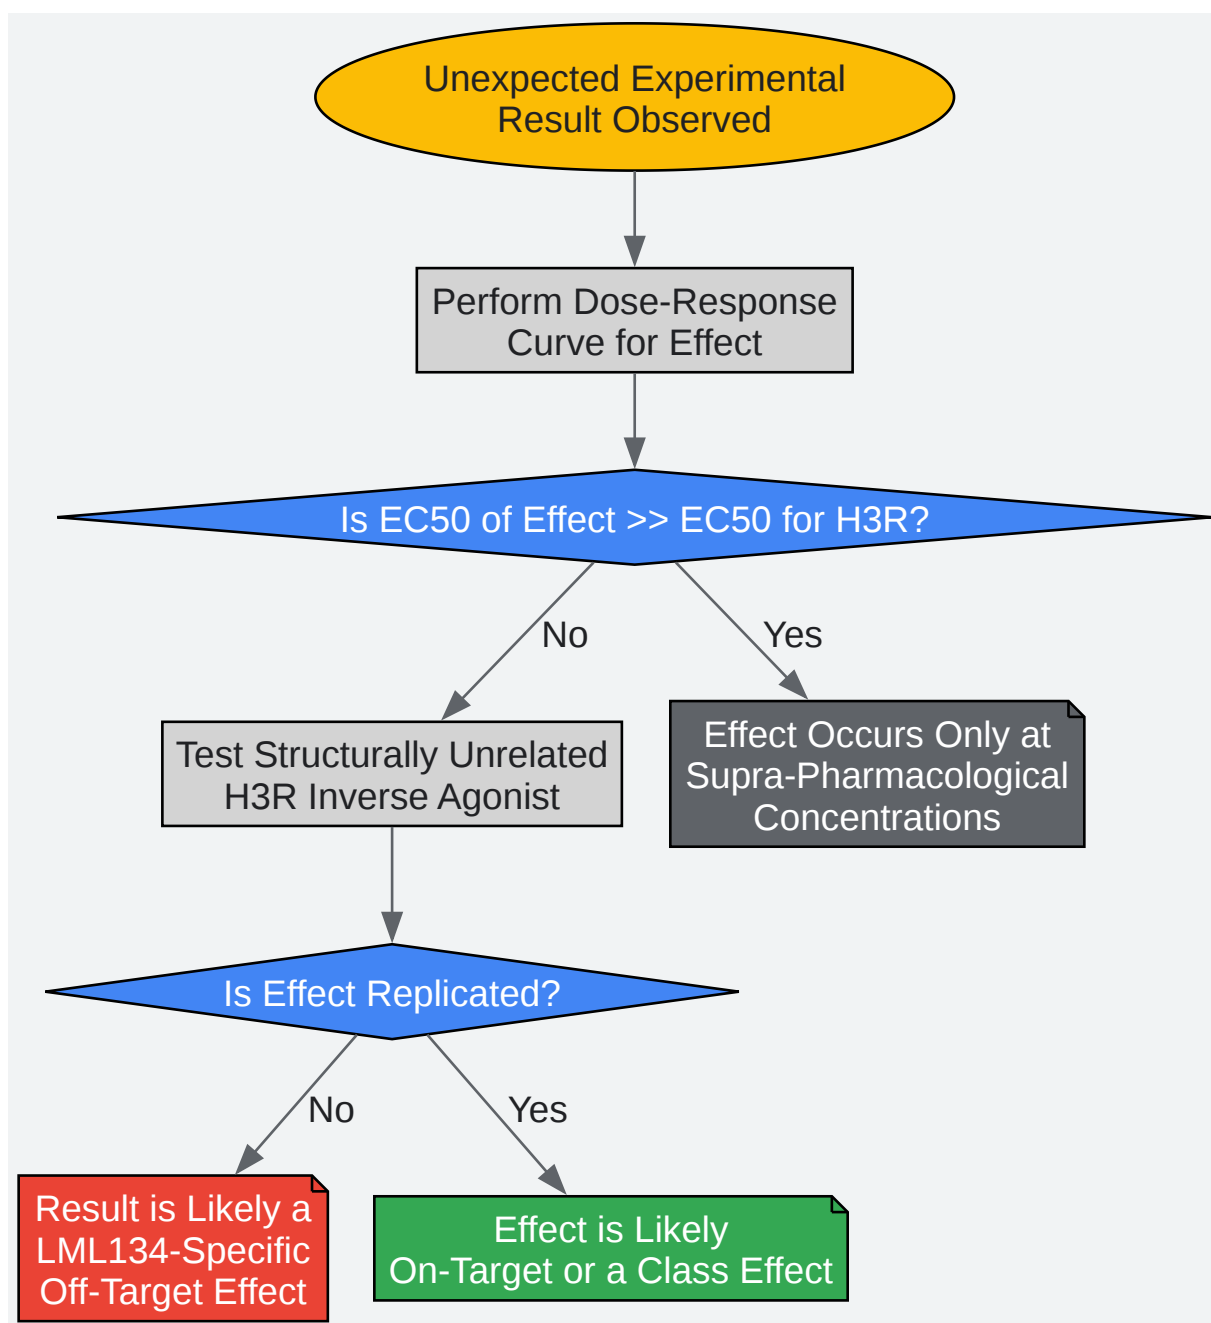 Unexpected Experimental
Result Observed
Perform Dose-Response
Curve for Effect
Is EC50 of Effect >> EC50 for H3R?
No
Yes
Test Structurally Unrelated
H3R Inverse Agonist
Effect Occurs Only at
Supra-Pharmacological
Concentrations
Is Effect Replicated?
No
Yes
Result is Likely a
LML134-Specific
Off-Target Effect
Effect is Likely
On-Target or a Class Effect